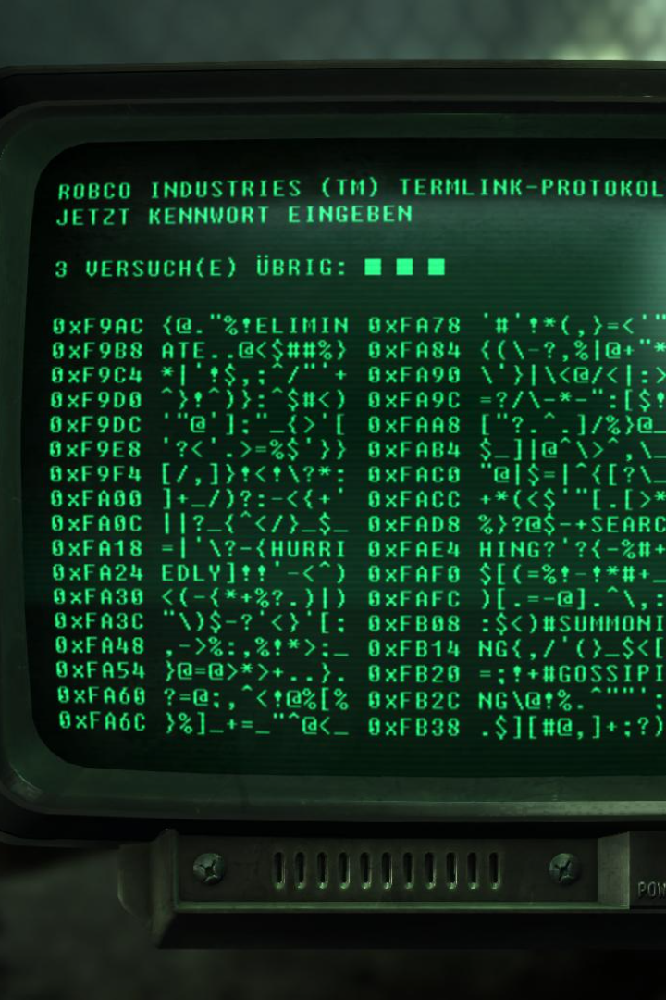 ROBCO INDUSTRIES (TM) TERMLINK-PROTOKOL
JETZT KENNWORT EINGEBEN
3 VERSUCH(E) ÜBRIG: ■ ■ ■
0xF9AC {@."%!ELIMIN 0xFA78 '#'!*(,}=<'"
0xF9B8 ATE..@<$##%} 0xFA84 {(\-?,%|@+"*
0xF9C4 *|'!$,:^/"'+ 0xFA90 \'}|\<@/<|:>
0xF9D0 ^}!^)}:^$#<) 0xFA9C =?/\-*-":[$!
0xF9DC '"@']:"_{>'[ 0xFAA8 ["?.^.]/%}@_
0xF9E8 '?<'.>=%$'}} 0xFAB4 $_]|@^\>^,\_
0xF9F4 [/,]}!<!\?*: 0xFAC0 "@|$=|^{[?\_
0xFA00 ]+_/)?:-<{+' 0xFACC +*(<$'"[.[>*
0xFA0C ||?_{^</}_$_ 0xFAD8 %}?@$-+SEARC
0xFA18 =|'\?-{HURRI 0xFAE4 HING?'?{-%#+
0xFA24 EDLY]!!'-<^) 0xFAF0 $[(=%!-!*#+_
0xFA30 <(-{*+%?.)|) 0xFAFC )[.=-@].^\,:
0xFA3C "\)$-?'<}'[; 0xFB08 :$<)#SUMMONI
0xFA48 ,->%:,%!*>;_ 0xFB14 NG{,/'(}_$<[
0xFA54 }@=@>*>+..}. 0xFB20 =;!+#GOSSIPI
0xFA60 ?=@;,^<!@%[% 0xFB2C NG\@!%.^""';
0xFA6C }%]_+=_"^@<_ 0xFB38 .$][#@,]+;?)